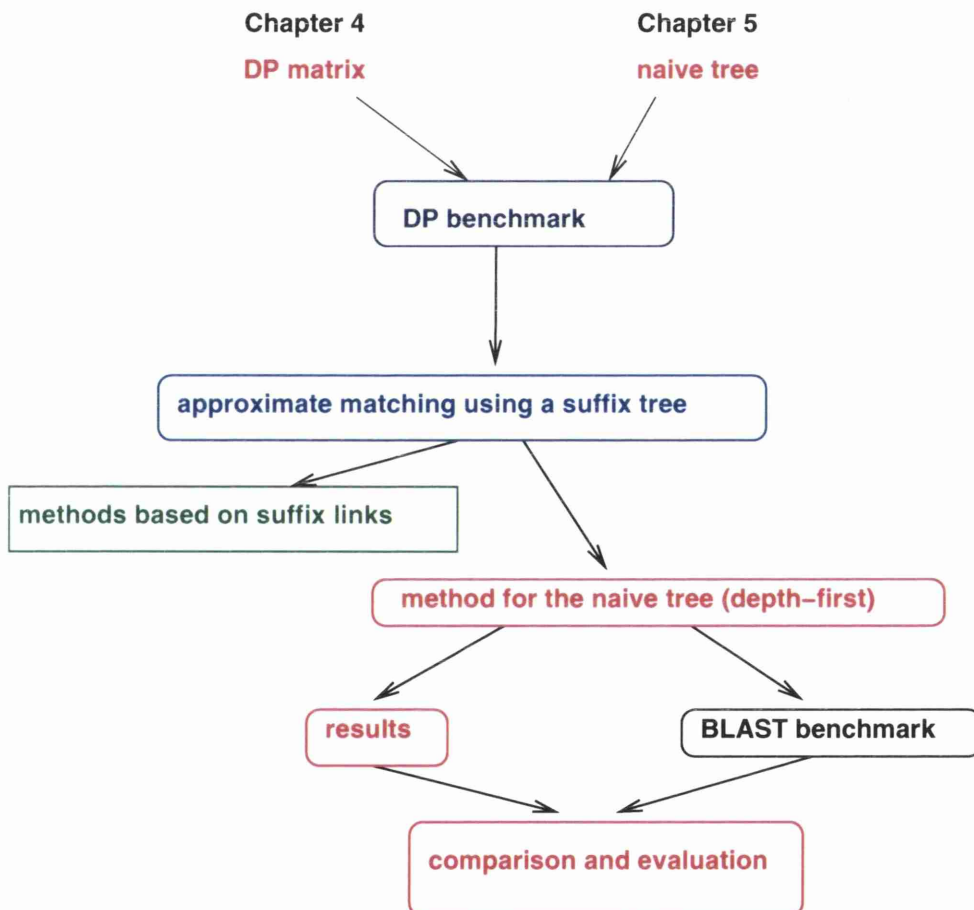 Chapter 4
Chapter 5
DP matrix
naive tree
DP benchmark
approximate matching using a suffix tree
methods based on suffix links
method for the naive tree (depth–first)
results
BLAST benchmark
comparison and evaluation